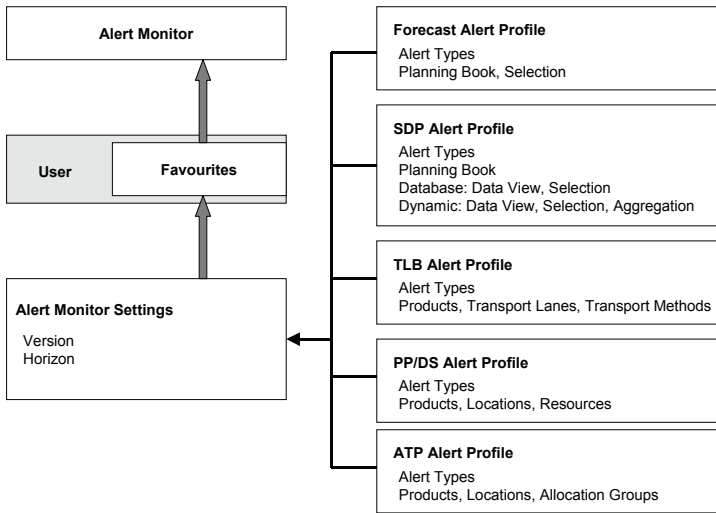 Alert Monitor
User
Favourites
Alert Monitor Settings
Version
Horizon
Forecast Alert Profile
Alert Types
Planning Book, Selection
SDP Alert Profile
Alert Types
Planning Book
Database: Data View, Selection
Dynamic: Data View, Selection, Aggregation
TLB Alert Profile
Alert Types
Products, Transport Lanes, Transport Methods
PP/DS Alert Profile
Alert Types
Products, Locations, Resources
ATP Alert Profile
Alert Types
Products, Locations, Allocation Groups